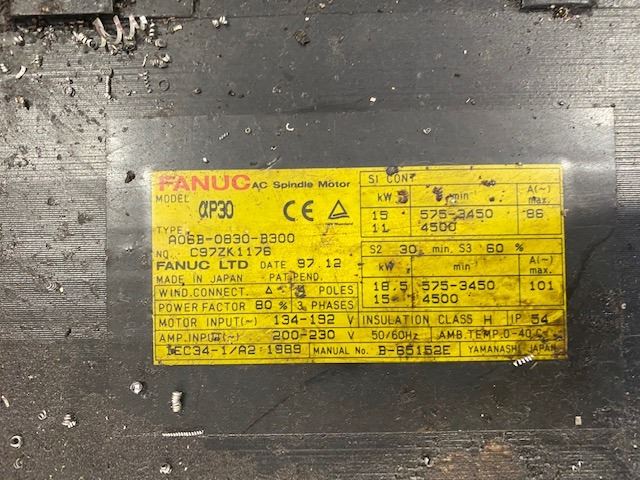 FANUC AC Spindle Motor
MODEL αP30
CE
TYPE A06B-0830-B300
NO. C97ZK1176
FANUC LTD DATE 97.12
MADE IN JAPAN PAT.PEND.
WIND.CONNECT. Δ POLES
POWER FACTOR 80 % 3 PHASES
MOTOR INPUT(~) 134-192 V
AMP.INPUT(~) 200-230 V 50/60Hz
IEC34-1/A2 1989 MANUAL No. B-65152E
S1 CONT
kW min A(~)
15 575-3450 86
11 4500
S2 30 min. S3 60 %
kW min A(~)
18.5 575-3450 101
15 4500
INSULATION CLASS H IP 54
AMB.TEMP.0-40
YAMANASHI JAPAN